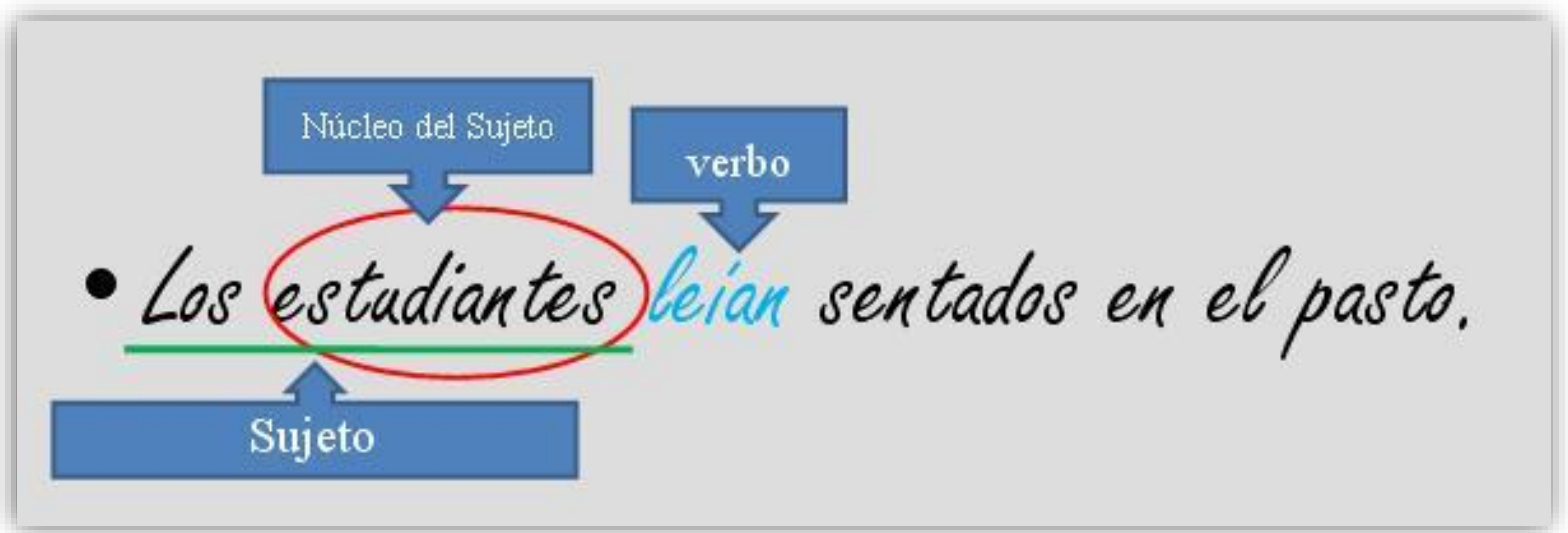 Núcleo del Sujeto
verbo
• Los estudiantes leían sentados en el pasto.
Sujeto